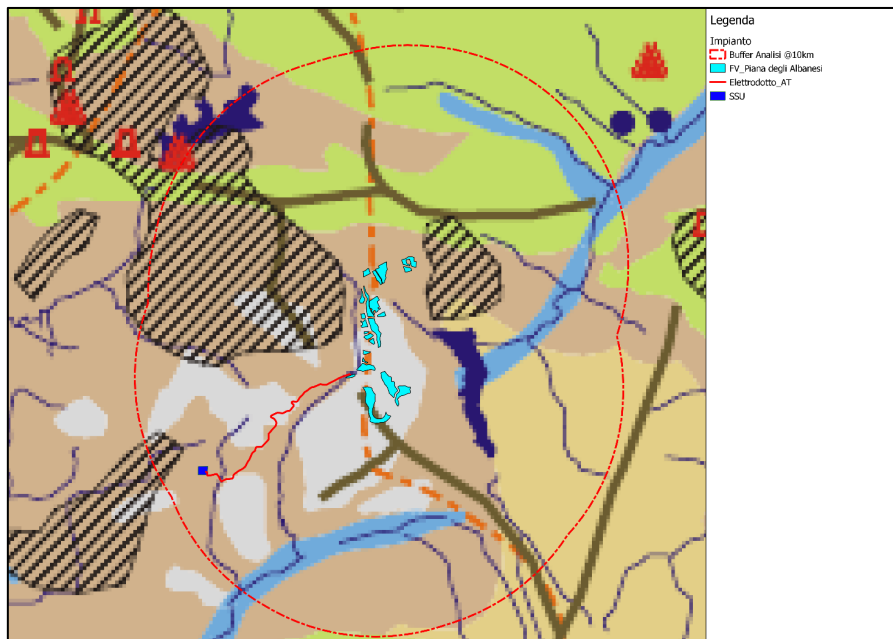 Legenda
Impianto
Buffer Analisi @10km
FV_Piana degli Albanesi
Elettrodotto_AT
SSU